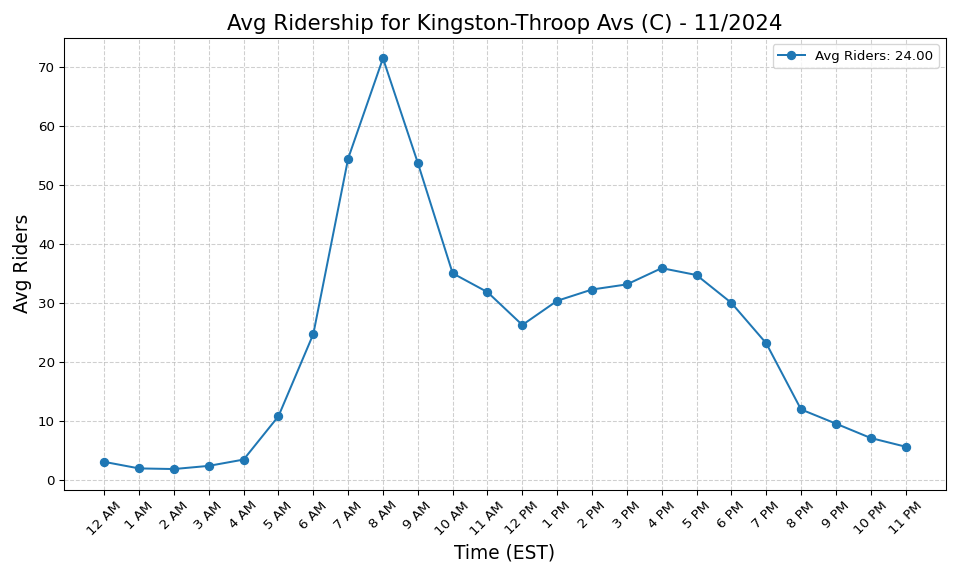 Avg Ridership for Kingston-Throop Avs (C) - 11/2024
Avg Riders: 24.00
Avg Riders
70
60
50
40
30
20
10
0
12 AM
1 AM
2 AM
3 AM
4 AM
5 AM
6 AM
7 AM
8 AM
9 AM
10 AM
11 AM
12 PM
1 PM
2 PM
3 PM
4 PM
5 PM
6 PM
7 PM
8 PM
9 PM
10 PM
11 PM
Time (EST)